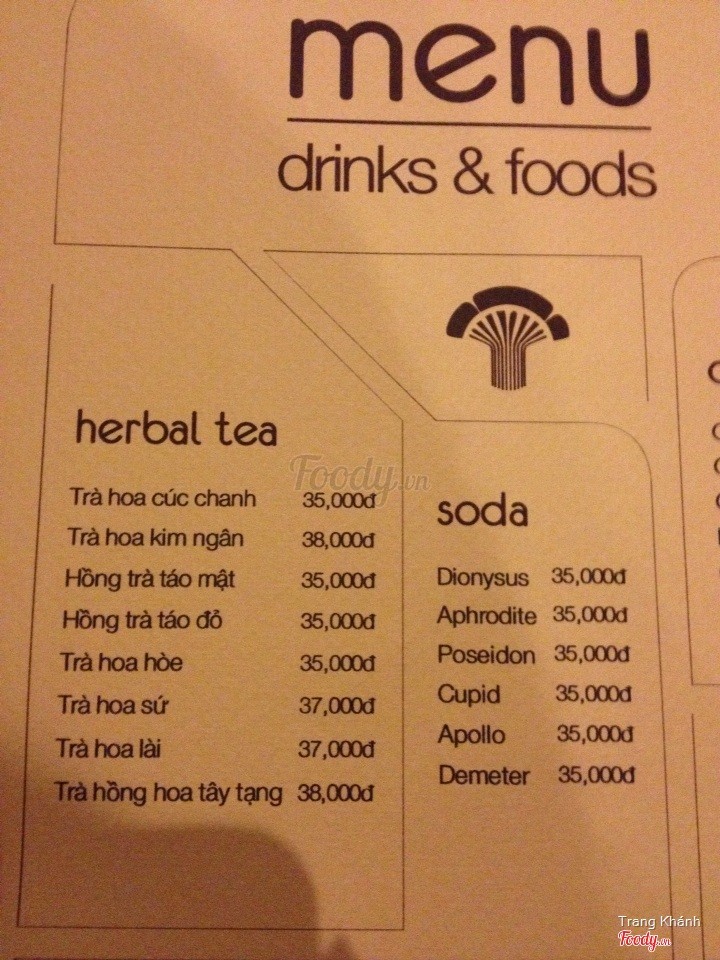 menu
drinks & foods
herbal tea
Trà hoa cúc chanh 35,000đ
Trà hoa kim ngân 38,000đ
Hồng trà táo mật 35,000đ
Hồng trà táo đỏ 35,000đ
Trà hoa hòe 35,000đ
Trà hoa sứ 37,000đ
Trà hoa lài 37,000đ
Trà hồng hoa tây tạng 38,000đ
Foody.vn
soda
Dionysus 35,000đ
Aphrodite 35,000đ
Poseidon 35,000đ
Cupid 35,000đ
Apollo 35,000đ
Demeter 35,000đ
Trang Khánh
Foody.vn